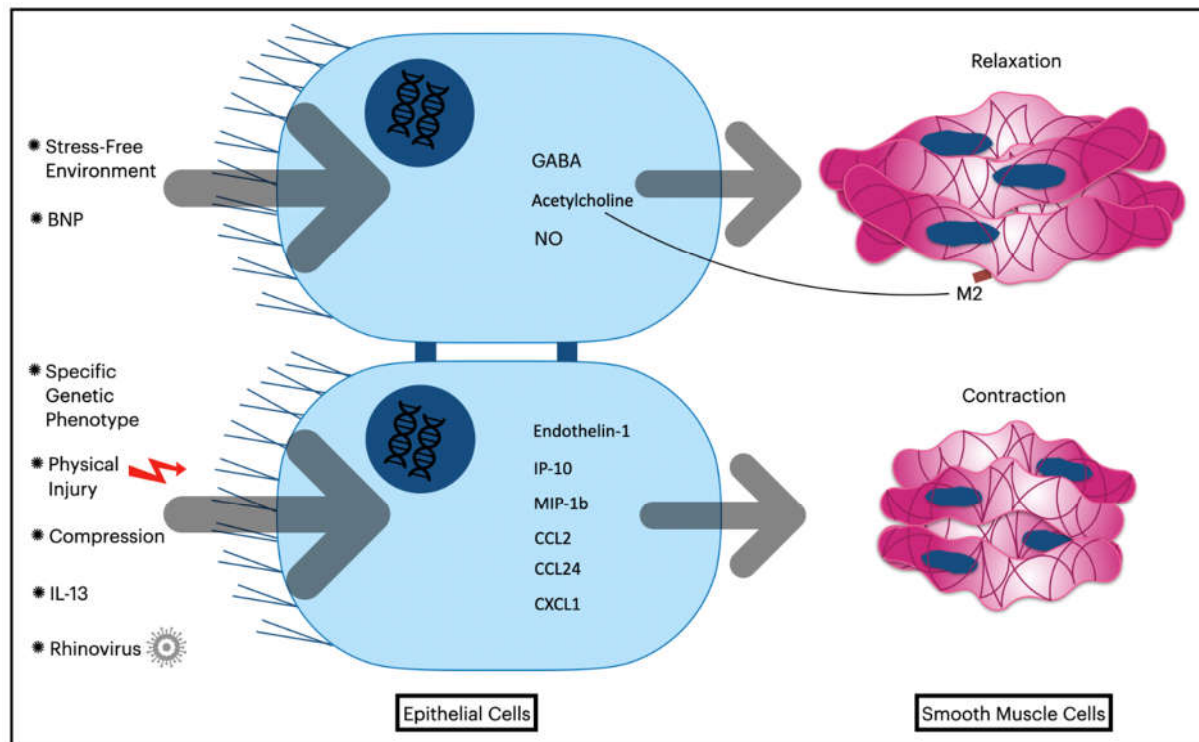 Relaxation
Stress-Free
Environment
BNP
GABA
Acetylcholine
NO
M2
Specific
Genetic
Phenotype
Physical
Injury
Compression
IL-13
Rhinovirus
Endothelin-1
IP-10
MIP-1b
CCL2
CCL24
CXCL1
Contraction
Epithelial Cells
Smooth Muscle Cells